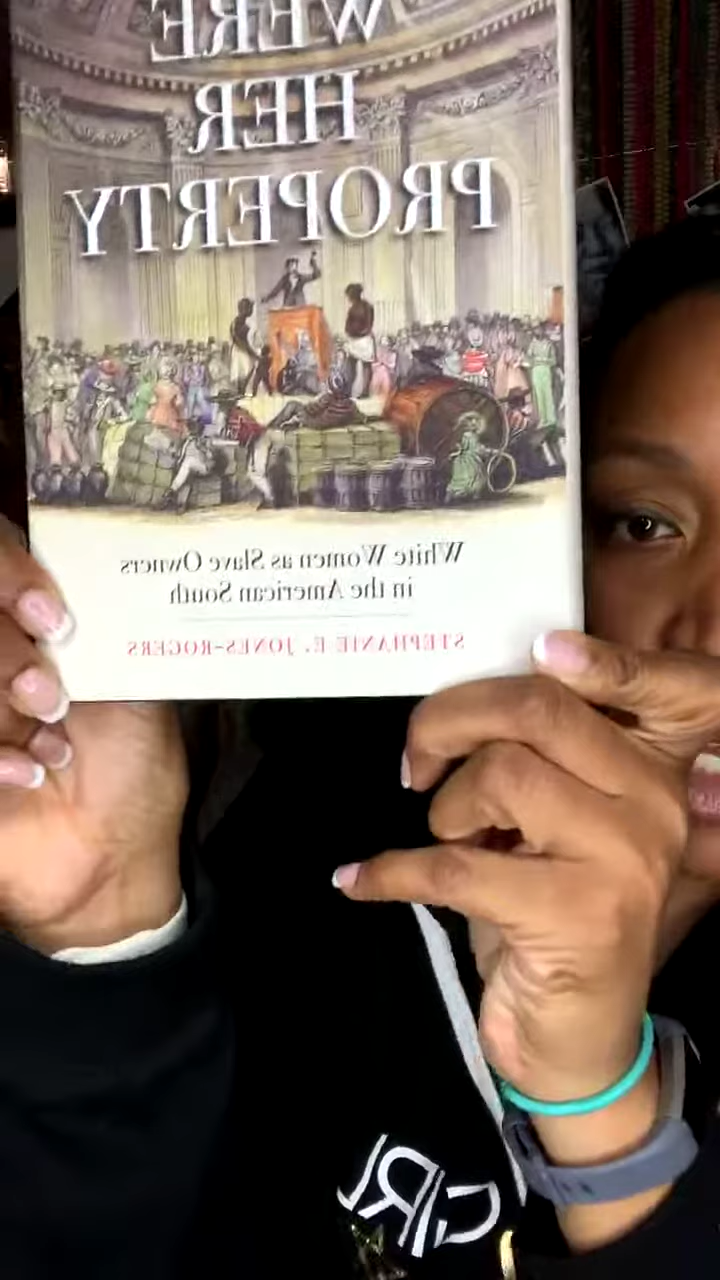 WERE
HER
PROPERTY
White Women as Slave Owners
in the American South
STEPHANIE E. JONES-ROGERS
GIRL